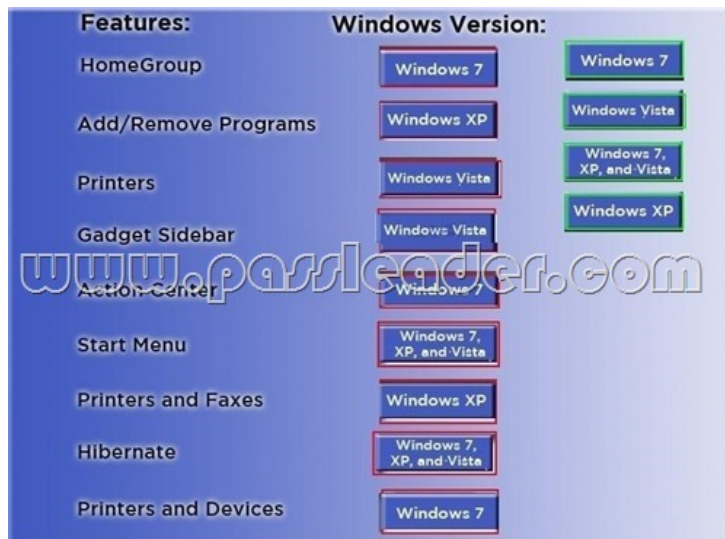 Features:
Windows Version:
HomeGroup
Windows 7
Windows 7
Add/Remove Programs
Windows XP
Windows Vista
Printers
Windows Vista
Windows 7,
XP, and Vista
Gadget Sidebar
Windows Vista
Windows XP
www.passleader.com
Action Center
Windows 7
Start Menu
Windows 7,
XP, and Vista
Printers and Faxes
Windows XP
Hibernate
Windows 7,
XP, and Vista
Printers and Devices
Windows 7